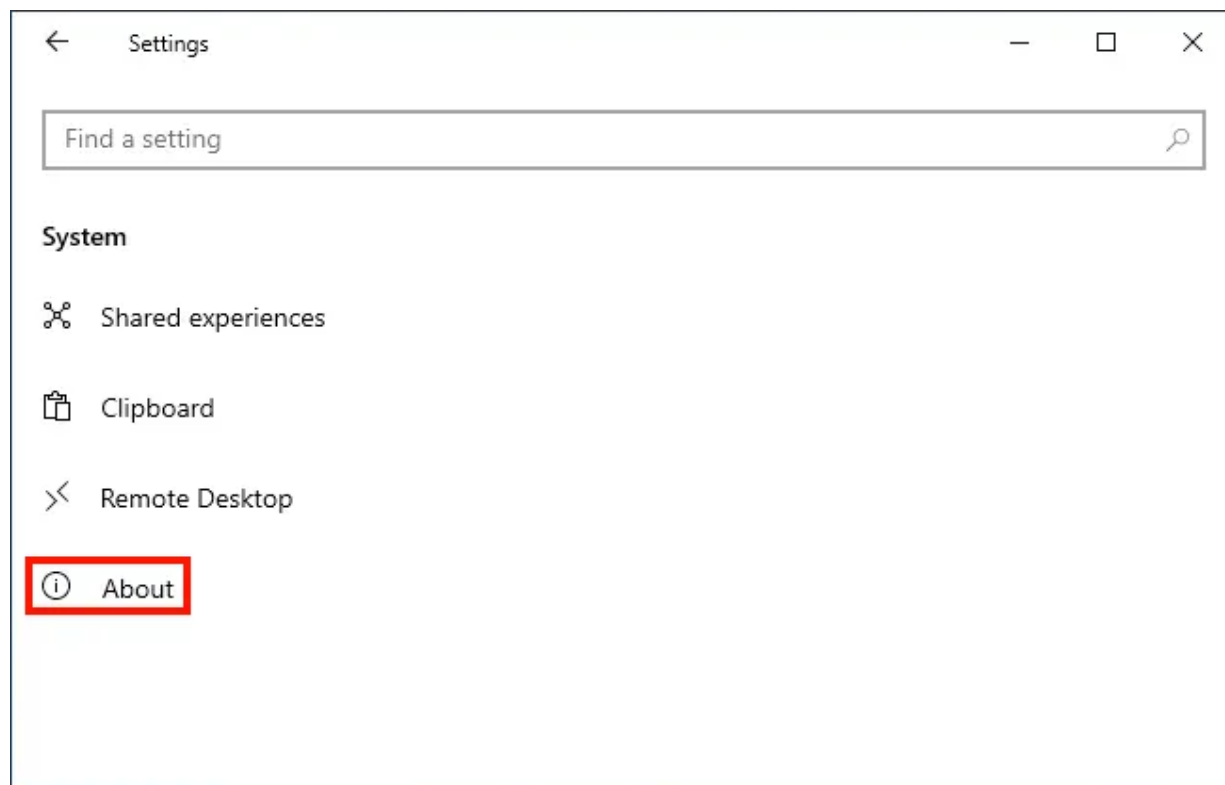 Settings
Find a setting
System
Shared experiences
Clipboard
Remote Desktop
About